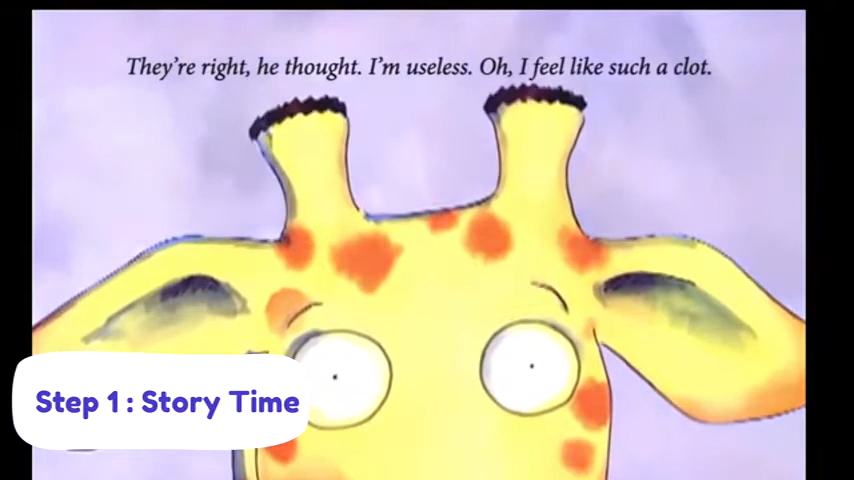 They're right, he thought. I'm useless. Oh, I feel like such a clot.
Step 1 : Story Time